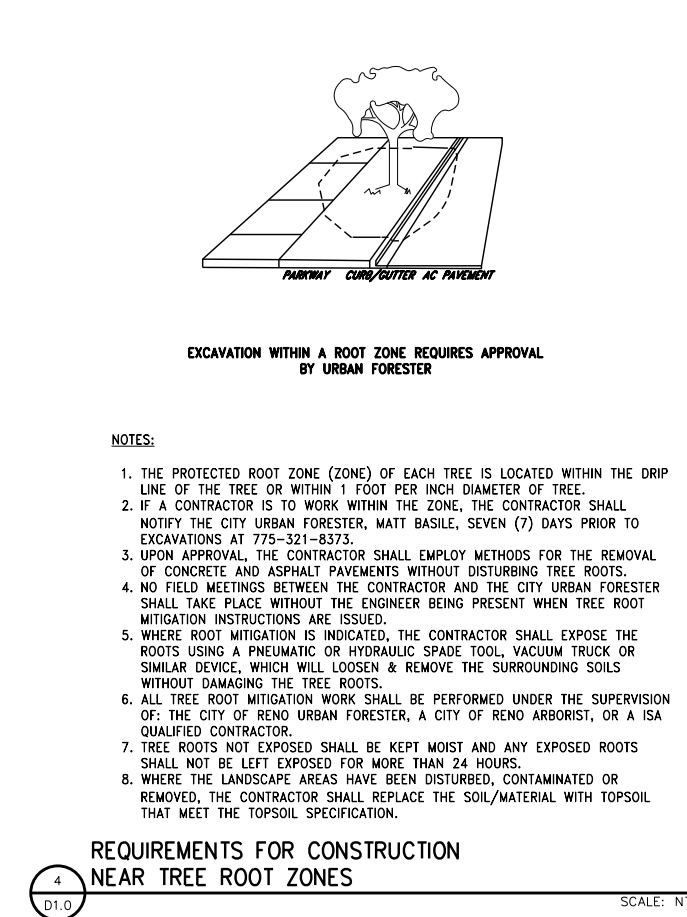 PARKWAY CURB/GUTTER AC PAVEMENT
EXCAVATION WITHIN A ROOT ZONE REQUIRES APPROVAL
BY URBAN FORESTER
NOTES:
1. THE PROTECTED ROOT ZONE (ZONE) OF EACH TREE IS LOCATED WITHIN THE DRIP
LINE OF THE TREE OR WITHIN 1 FOOT PER INCH DIAMETER OF TREE.
2. IF A CONTRACTOR IS TO WORK WITHIN THE ZONE, THE CONTRACTOR SHALL
NOTIFY THE CITY URBAN FORESTER, MATT BASILE, SEVEN (7) DAYS PRIOR TO
EXCAVATIONS AT 775-321-8373.
3. UPON APPROVAL, THE CONTRACTOR SHALL EMPLOY METHODS FOR THE REMOVAL
OF CONCRETE AND ASPHALT PAVEMENTS WITHOUT DISTURBING TREE ROOTS.
4. NO FIELD MEETINGS BETWEEN THE CONTRACTOR AND THE CITY URBAN FORESTER
SHALL TAKE PLACE WITHOUT THE ENGINEER BEING PRESENT WHEN TREE ROOT
MITIGATION INSTRUCTIONS ARE ISSUED.
5. WHERE ROOT MITIGATION IS INDICATED, THE CONTRACTOR SHALL EXPOSE THE
ROOTS USING A PNEUMATIC OR HYDRAULIC SPADE TOOL, VACUUM TRUCK OR
SIMILAR DEVICE, WHICH WILL LOOSEN & REMOVE THE SURROUNDING SOILS
WITHOUT DAMAGING THE TREE ROOTS.
6. ALL TREE ROOT MITIGATION WORK SHALL BE PERFORMED UNDER THE SUPERVISION
OF: THE CITY OF RENO URBAN FORESTER, A CITY OF RENO ARBORIST, OR A ISA
QUALIFIED CONTRACTOR.
7. TREE ROOTS NOT EXPOSED SHALL BE KEPT MOIST AND ANY EXPOSED ROOTS
SHALL NOT BE LEFT EXPOSED FOR MORE THAN 24 HOURS.
8. WHERE THE LANDSCAPE AREAS HAVE BEEN DISTURBED, CONTAMINATED OR
REMOVED, THE CONTRACTOR SHALL REPLACE THE SOIL/MATERIAL WITH TOPSOIL
THAT MEET THE TOPSOIL SPECIFICATION.
REQUIREMENTS FOR CONSTRUCTION
NEAR TREE ROOT ZONES
4
D1.0
SCALE: